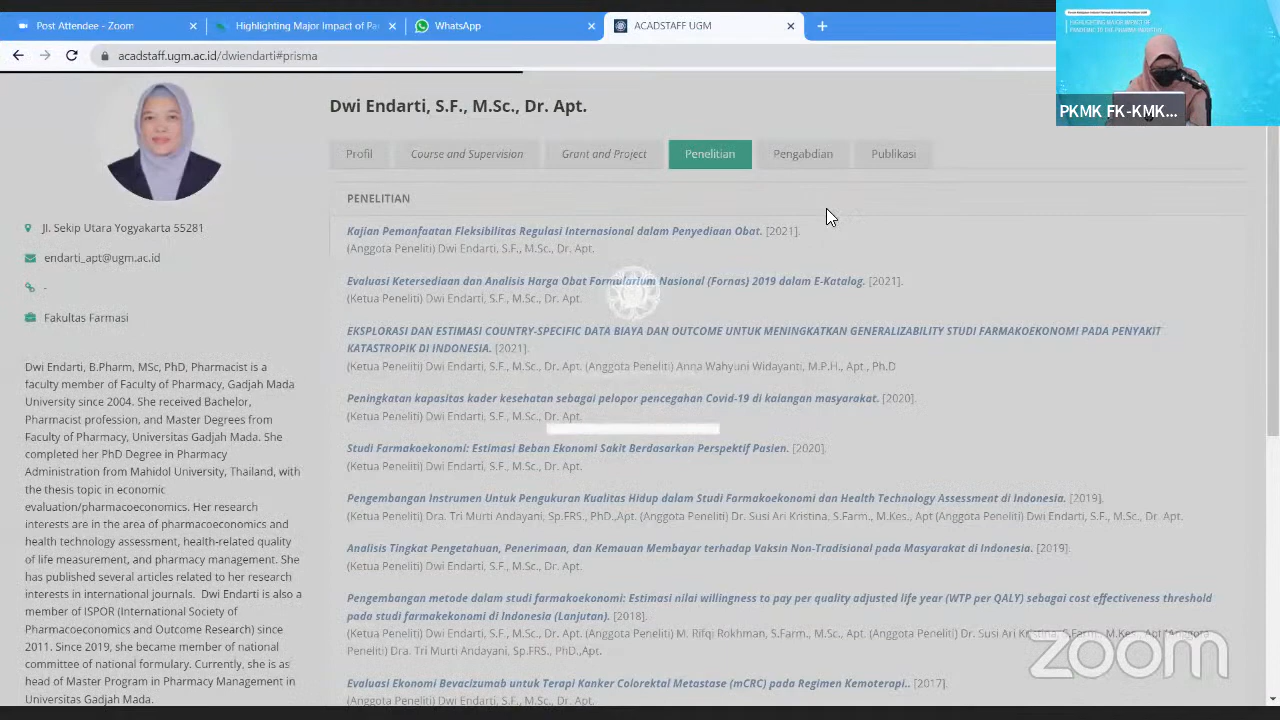 Post Attendee - Zoom
Highlighting Major Impact of Pa
WhatsApp
ACADSTAFF UGM
acadstaff.ugm.ac.id/dwiendarti#prisma
HIGHLIGHTING MAJOR IMPACT OF
PANDEMIC TO THE PHARMA INDUSTRY
PKMK FK-KMK...
Dwi Endarti, S.F., M.Sc., Dr. Apt.
Profil
Course and Supervision
Grant and Project
Penelitian
Pengabdian
Publikasi
Jl. Sekip Utara Yogyakarta 55281
endarti_apt@ugm.ac.id
-
Fakultas Farmasi
Dwi Endarti, B.Pharm, MSc, PhD, Pharmacist is a
faculty member of Faculty of Pharmacy, Gadjah Mada
University since 2004. She received Bachelor,
Pharmacist profession, and Master Degrees from
Faculty of Pharmacy, Universitas Gadjah Mada. She
completed her PhD Degree in Pharmacy
Administration from Mahidol University, Thailand, with
the thesis topic in economic
evaluation/pharmacoeconomics. Her research
interests are in the area of pharmacoeconomics and
health technology assessment, health-related quality
of life measurement, and pharmacy management. She
has published several articles related to her research
interests in international journals.  Dwi Endarti is also a
member of ISPOR (International Society of
Pharmacoeconomics and Outcome Research) since
2011. Since 2019, she became member of national
committee of national formulary. Currently, she is as
head of Master Program in Pharmacy Management in
Universitas Gadjah Mada.
PENELITIAN
Kajian Pemanfaatan Fleksibilitas Regulasi Internasional dalam Penyediaan Obat. [2021].
(Anggota Peneliti) Dwi Endarti, S.F., M.Sc., Dr. Apt.
Evaluasi Ketersediaan dan Analisis Harga Obat Formularium Nasional (Fornas) 2019 dalam E-Katalog. [2021].
(Ketua Peneliti) Dwi Endarti, S.F., M.Sc., Dr. Apt.
EKSPLORASI DAN ESTIMASI COUNTRY-SPECIFIC DATA BIAYA DAN OUTCOME UNTUK MENINGKATKAN GENERALIZABILITY STUDI FARMAKOEKONOMI PADA PENYAKIT
KATASTROPIK DI INDONESIA. [2021].
(Ketua Peneliti) Dwi Endarti, S.F., M.Sc., Dr. Apt. (Anggota Peneliti) Anna Wahyuni Widayanti, M.P.H., Apt., Ph.D
Peningkatan kapasitas kader kesehatan sebagai pelopor pencegahan Covid-19 di kalangan masyarakat. [2020].
(Ketua Peneliti) Dwi Endarti, S.F., M.Sc., Dr. Apt.
Studi Farmakoekonomi: Estimasi Beban Ekonomi Sakit Berdasarkan Perspektif Pasien. [2020].
(Ketua Peneliti) Dwi Endarti, S.F., M.Sc., Dr. Apt.
Pengembangan Instrumen Untuk Pengukuran Kualitas Hidup dalam Studi Farmakoekonomi dan Health Technology Assessment di Indonesia. [2019].
(Ketua Peneliti) Dra. Tri Murti Andayani, Sp.FRS., PhD.,Apt. (Anggota Peneliti) Dr. Susi Ari Kristina, S.Farm., M.Kes., Apt (Anggota Peneliti) Dwi Endarti, S.F., M.Sc., Dr. Apt.
Analisis Tingkat Pengetahuan, Penerimaan, dan Kemauan Membayar terhadap Vaksin Non-Tradisional pada Masyarakat di Indonesia. [2019].
(Ketua Peneliti) Dwi Endarti, S.F., M.Sc., Dr. Apt.
Pengembangan metode dalam studi farmakoekonomi: Estimasi nilai willingness to pay per quality adjusted life year (WTP per QALY) sebagai cost effectiveness threshold
pada studi farmakekonomi di Indonesia (Lanjutan). [2018].
(Ketua Peneliti) Dwi Endarti, S.F., M.Sc., Dr. Apt. (Anggota Peneliti) M. Rifqi Rokhman, S.Farm., M.Sc., Apt. (Anggota Peneliti) Dr. Susi Ari Kristina, S.Farm., M.Kes., Apt (Anggota
Peneliti) Dra. Tri Murti Andayani, Sp.FRS., PhD.,Apt.
Evaluasi Ekonomi Bevacizumab untuk Terapi Kanker Colorektal Metastase (mCRC) pada Regimen Kemoterapi.. [2017].
(Anggota Peneliti) Dwi Endarti, S.F., M.Sc., Dr. Apt.
zoom